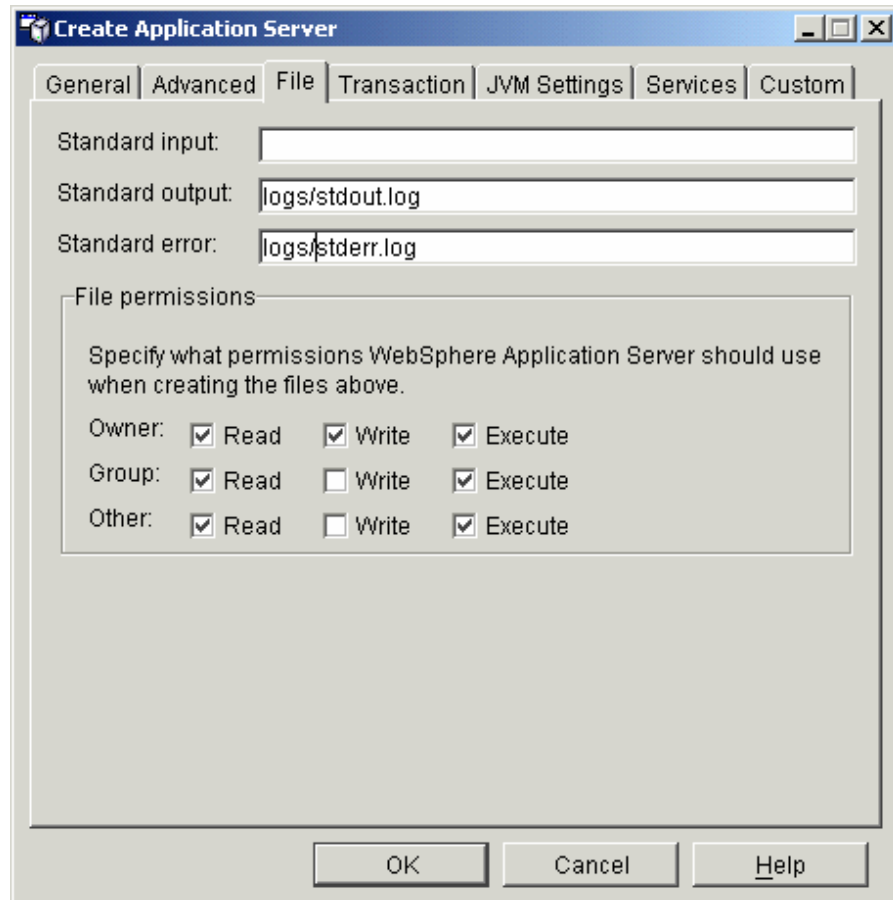 Create Application Server
General Advanced File Transaction JVM Settings Services Custom
Standard input:
Standard output: logs/stdout.log
Standard error: logs/stderr.log
File permissions
Specify what permissions WebSphere Application Server should use
when creating the files above.
Owner: Read Write Execute
Group: Read Write Execute
Other: Read Write Execute
OK Cancel Help